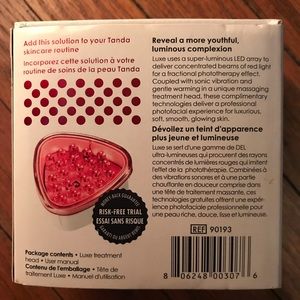 Add this solution to your Tanda
skincare routine
Incorporez cette solution à votre
routine de soins de la peau Tanda
MONEY-BACK GUARANTEE
RISK-FREE TRIAL
ESSAI SANS RISQUE
GARANTIE OU ARGENT REMIS
Package contents • Luxe treatment
head • User manual
Contenu de l'emballage • Tête de
traitement Luxe • Manuel d'utilisation
Reveal a more youthful,
luminous complexion
Luxe uses a super-luminous LED array to
deliver concentrated beams of red light
for a fractional phototherapy effect.
Coupled with sonic vibration and
gentle warming in a unique massaging
treatment head, these complimentary
technologies deliver a professional
photofacial experience for luxurious,
soft, smooth, glowing skin.
Dévoilez un teint d'apparence
plus jeune et lumineuse
Luxe se sert d'une gamme de DEL
ultra-lumineuses qui procurent des rayons
concentrés de lumières rouges qui imitent
l'effet de la photothérapie. Combinées à
des vibrations sonores et à une partie
chauffante en douceur comprise dans
une tête de traitement massante, ces
technologies gratuites offrent une expérience
photofaciale professionnelle pour une
peau riche, douce, lisse et lumineuse.
REF 90193
8 06248 00307 6